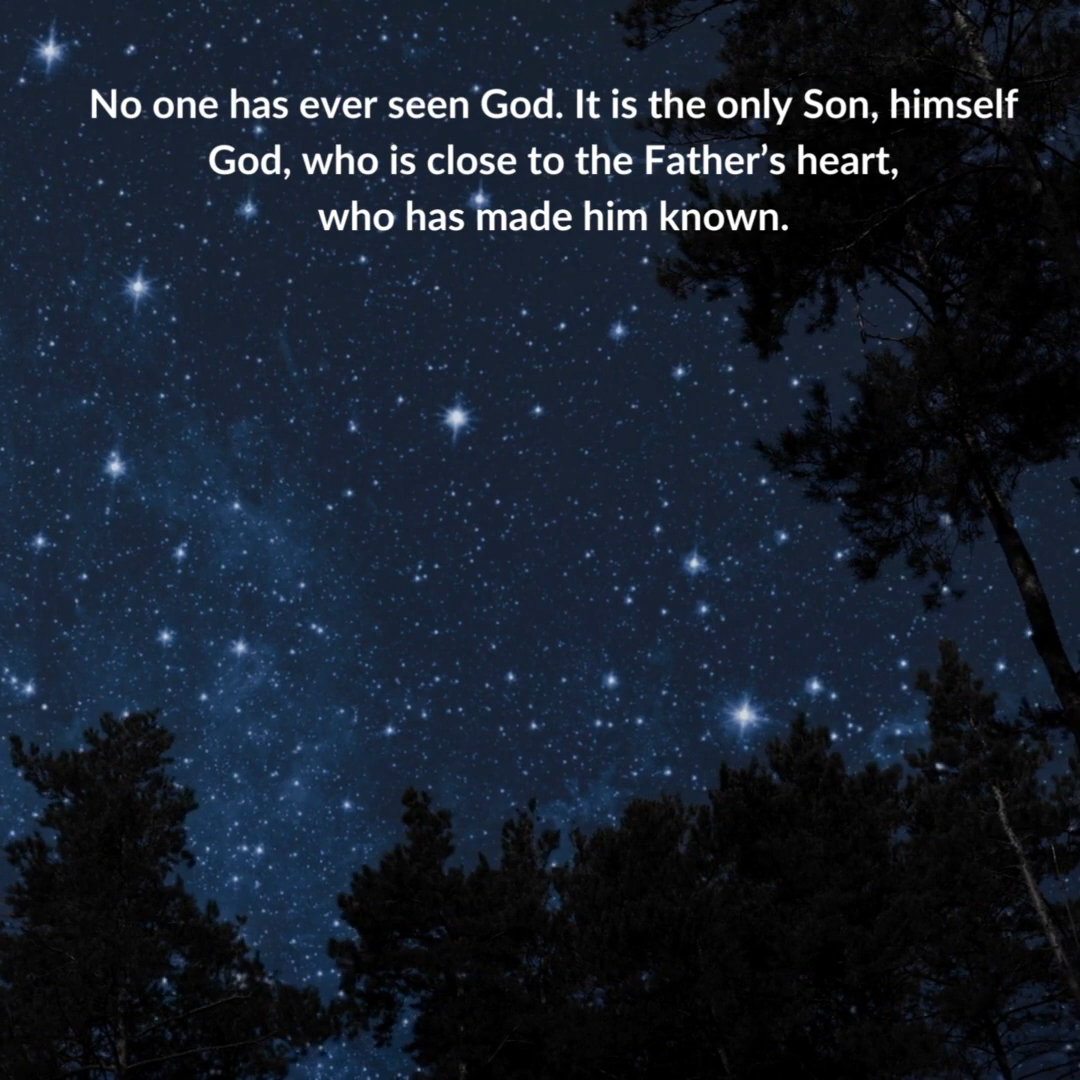 No one has ever seen God. It is the only Son, himself
God, who is close to the Father’s heart,
who has made him known.